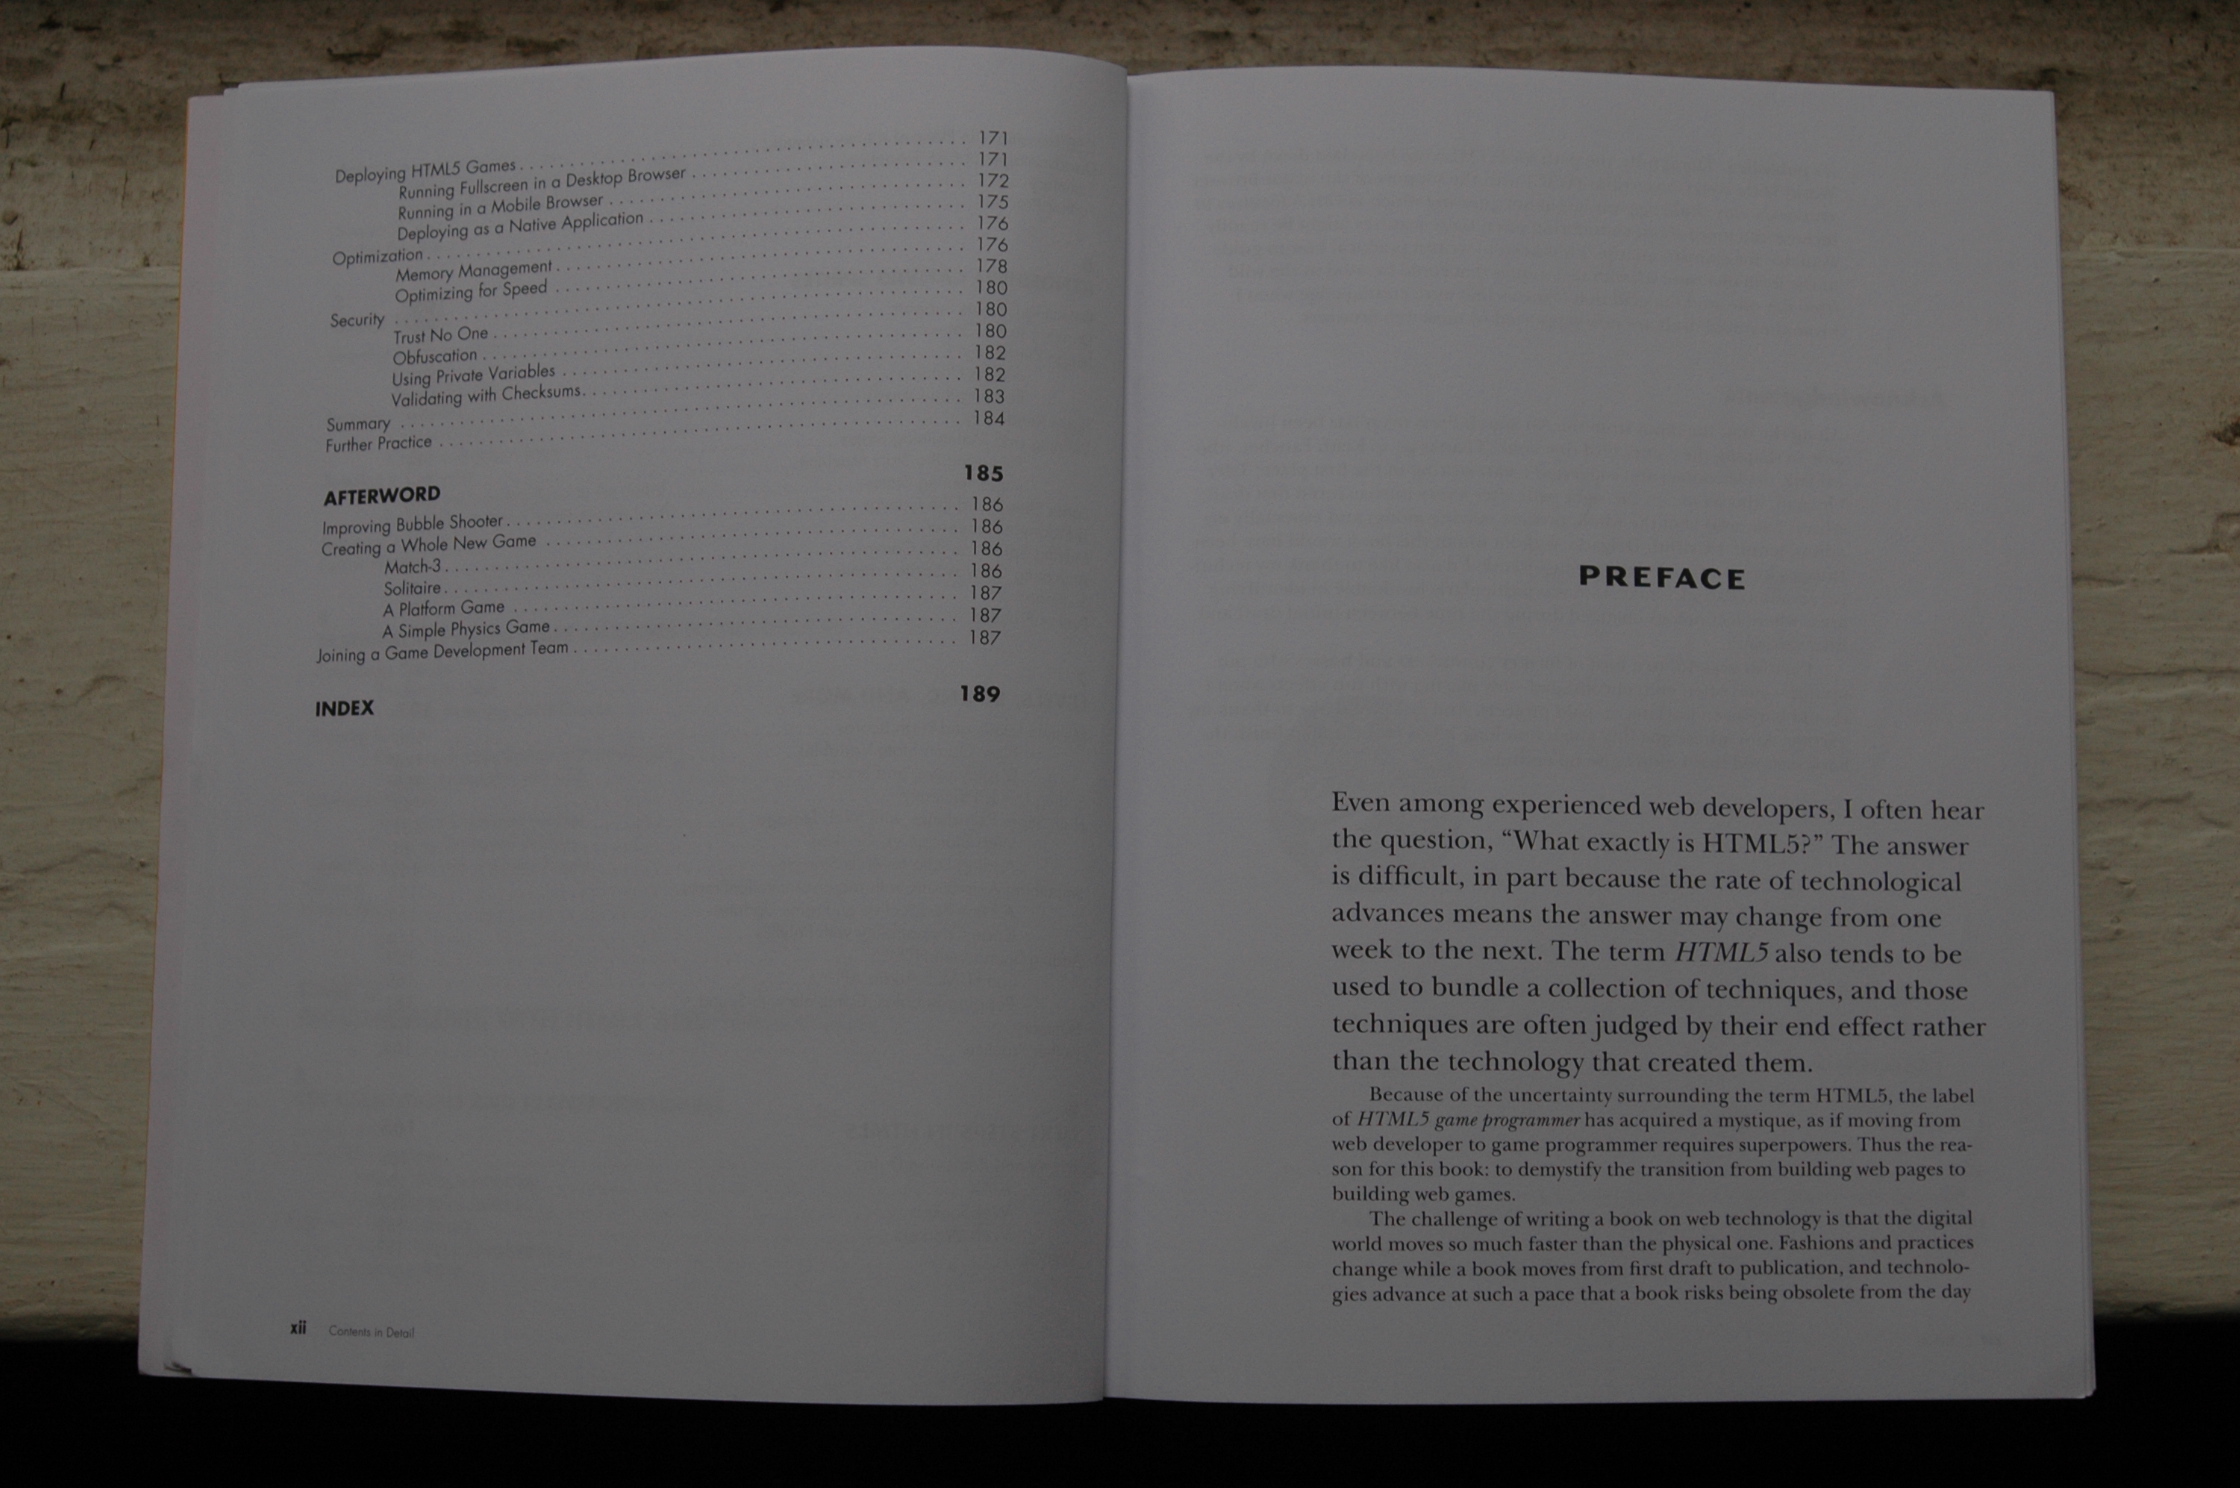 Deploying HTML5 Games . . . . . . . . . . . . . . . . . . . . 171
Running Fullscreen in a Desktop Browser . . . . . . . . . . . . . . . . . . . . 171
Running in a Mobile Browser . . . . . . . . . . . . . . . . . . . . 172
Deploying as a Native Application . . . . . . . . . . . . . . . . . . . . 175
Optimization . . . . . . . . . . . . . . . . . . . . 176
Memory Management . . . . . . . . . . . . . . . . . . . . 176
Optimizing for Speed . . . . . . . . . . . . . . . . . . . . 178
Security . . . . . . . . . . . . . . . . . . . . 180
Trust No One . . . . . . . . . . . . . . . . . . . . 180
Obfuscation . . . . . . . . . . . . . . . . . . . . 180
Using Private Variables . . . . . . . . . . . . . . . . . . . . 182
Validating with Checksums . . . . . . . . . . . . . . . . . . . . 182
Summary . . . . . . . . . . . . . . . . . . . . 183
Further Practice . . . . . . . . . . . . . . . . . . . . 184
AFTERWORD 185
Improving Bubble Shooter . . . . . . . . . . . . . . . . . . . . 186
Creating a Whole New Game . . . . . . . . . . . . . . . . . . . . 186
Match-3 . . . . . . . . . . . . . . . . . . . . 186
Solitaire . . . . . . . . . . . . . . . . . . . . 186
A Platform Game . . . . . . . . . . . . . . . . . . . . 187
A Simple Physics Game . . . . . . . . . . . . . . . . . . . . 187
Joining a Game Development Team . . . . . . . . . . . . . . . . . . . . 187
INDEX 189
xii Contents in Detail
PREFACE
Even among experienced web developers, I often hear
the question, “What exactly is HTML5?” The answer
is difficult, in part because the rate of technological
advances means the answer may change from one
week to the next. The term HTML5 also tends to be
used to bundle a collection of techniques, and those
techniques are often judged by their end effect rather
than the technology that created them.
Because of the uncertainty surrounding the term HTML5, the label
of HTML5 game programmer has acquired a mystique, as if moving from
web developer to game programmer requires superpowers. Thus the rea-
son for this book: to demystify the transition from building web pages to
building web games.
The challenge of writing a book on web technology is that the digital
world moves so much faster than the physical one. Fashions and practices
change while a book moves from first draft to publication, and technolo-
gies advance at such a pace that a book risks being obsolete from the day